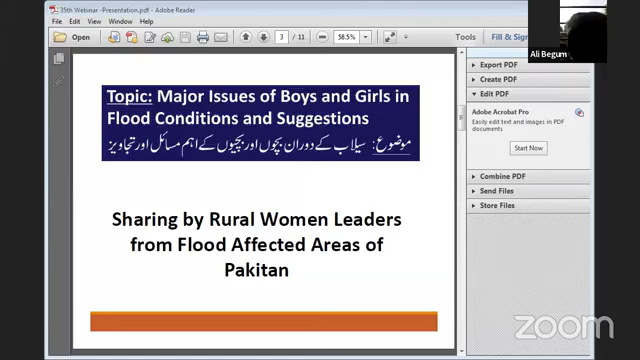 35th Webinar -Presentation.pdf - Adobe Reader
File Edit View Window Help
Open 3 / 11 58.5% Tools Fill & Sign
Ali Begum
Topic: Major Issues of Boys and Girls in
Flood Conditions and Suggestions
موضوع: سیلاب کے دوران بچوں اور بچیوں کے اہم مسائل اور تجاویز
Sharing by Rural Women Leaders
from Flood Affected Areas of
Pakitan
Export PDF
Create PDF
Edit PDF
Adobe Acrobat Pro
Easily edit text and images in PDF
documents
Start Now
Combine PDF
Send Files
Store Files
zoom